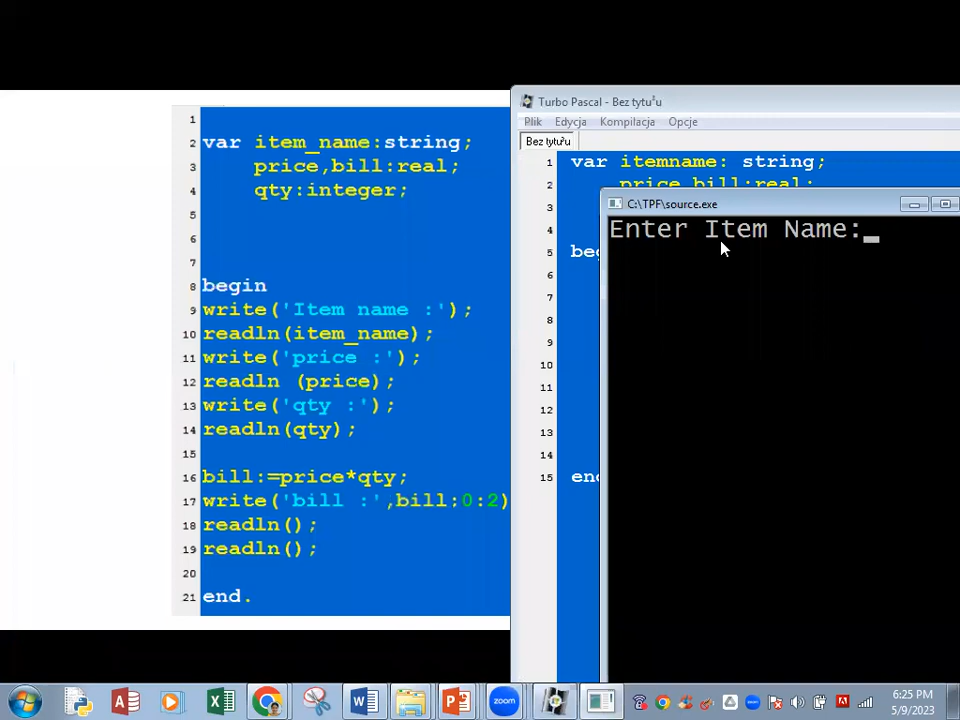 1
2 var item_name:string;
3 price,bill:real;
4 qty:integer;
5
6
7
8 begin
9 write('Item name :');
10 readln(item_name);
11 write('price :');
12 readln (price);
13 write('qty :');
14 readln(qty);
15
16 bill:=price*qty;
17 write('bill :',bill:0:2)
18 readln();
19 readln();
20
21 end.
Turbo Pascal - Bez tytuᶻu
Plik Edycja Kompilacja Opcje
Bez tytuᶻu
1 var itemname: string;
2 price,bill:real;
3
4
5 beg
6
7
8
9
10
11
12
13
14
15 end
C:\TPF\source.exe
Enter Item Name:_
zoom
6:25 PM
5/9/2023